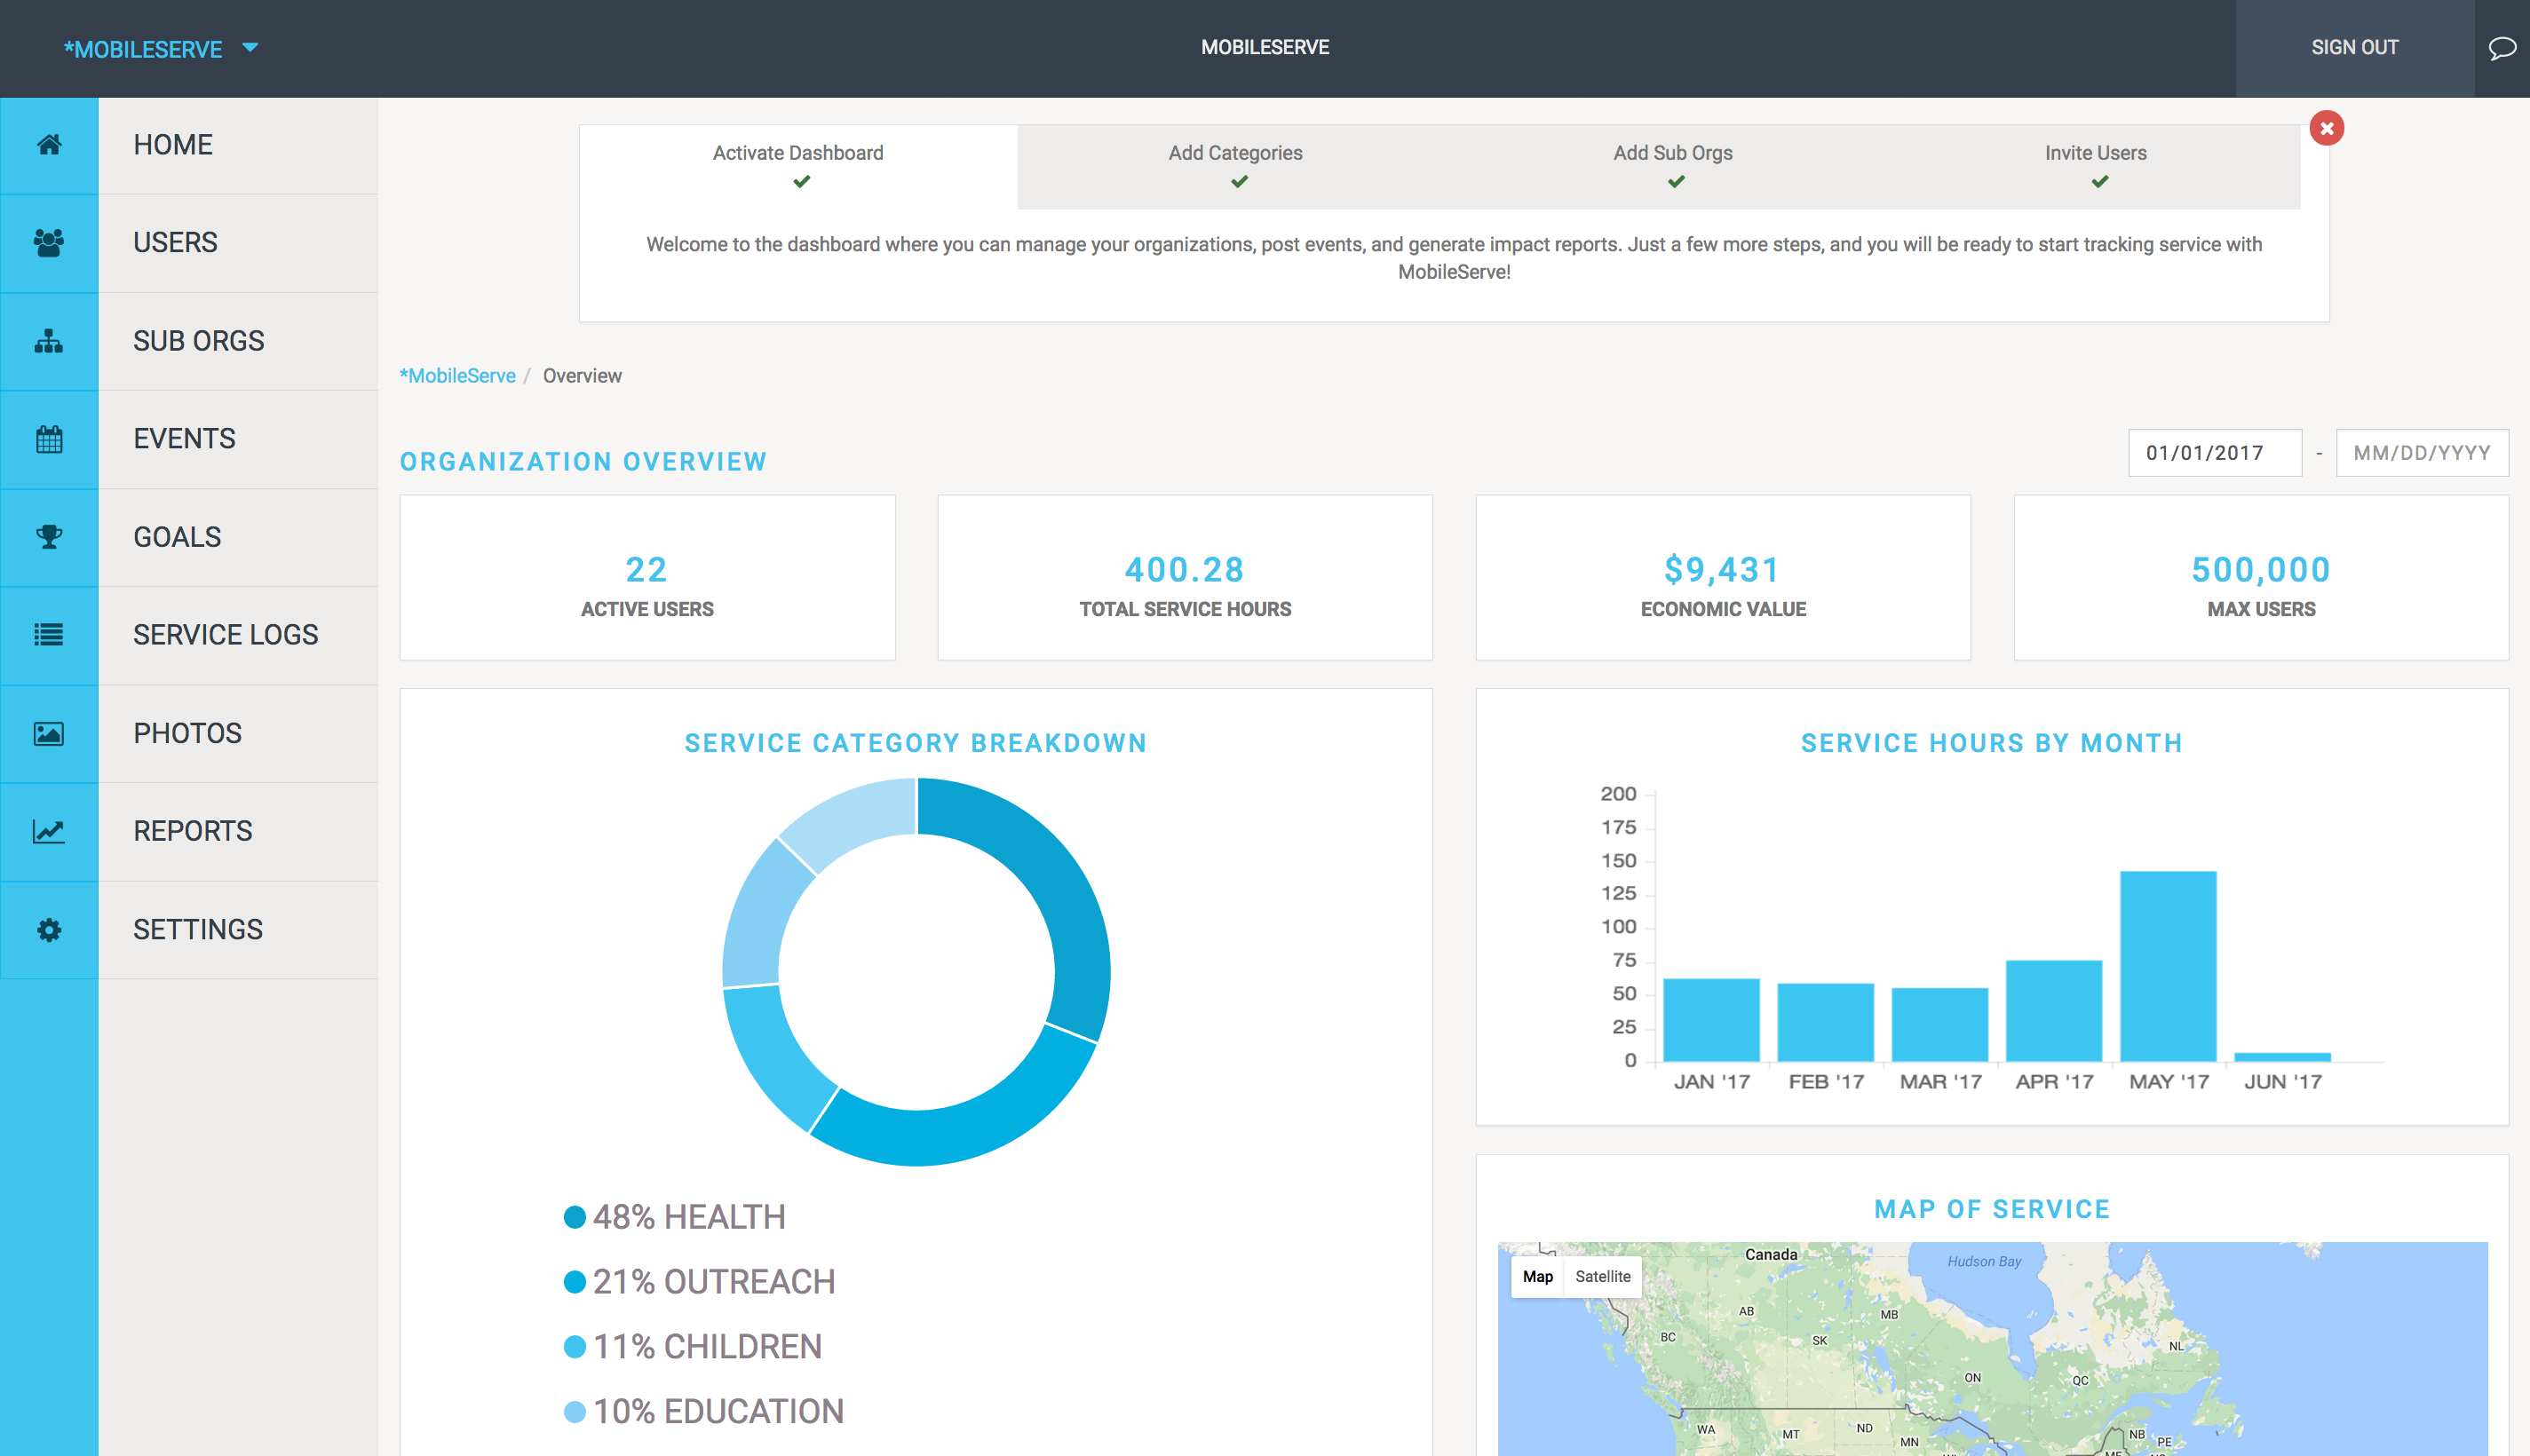 *MOBILESERVE
MOBILESERVE
SIGN OUT
HOME
USERS
SUB ORGS
EVENTS
GOALS
SERVICE LOGS
PHOTOS
REPORTS
SETTINGS
Activate Dashboard
Add Categories
Add Sub Orgs
Invite Users
Welcome to the dashboard where you can manage your organizations, post events, and generate impact reports. Just a few more steps, and you will be ready to start tracking service with
MobileServe!
*MobileServe / Overview
ORGANIZATION OVERVIEW
01/01/2017 - MM/DD/YYYY
22
ACTIVE USERS
400.28
TOTAL SERVICE HOURS
$9,431
ECONOMIC VALUE
500,000
MAX USERS
SERVICE CATEGORY BREAKDOWN
48% HEALTH
21% OUTREACH
11% CHILDREN
10% EDUCATION
SERVICE HOURS BY MONTH
200
175
150
125
100
75
50
25
0
JAN '17 FEB '17 MAR '17 APR '17 MAY '17 JUN '17
MAP OF SERVICE
Map Satellite
Canada
Hudson Bay
AB
MB
BC
SK
NL
ON
QC
WA
MT
ND
MN
NB
PE